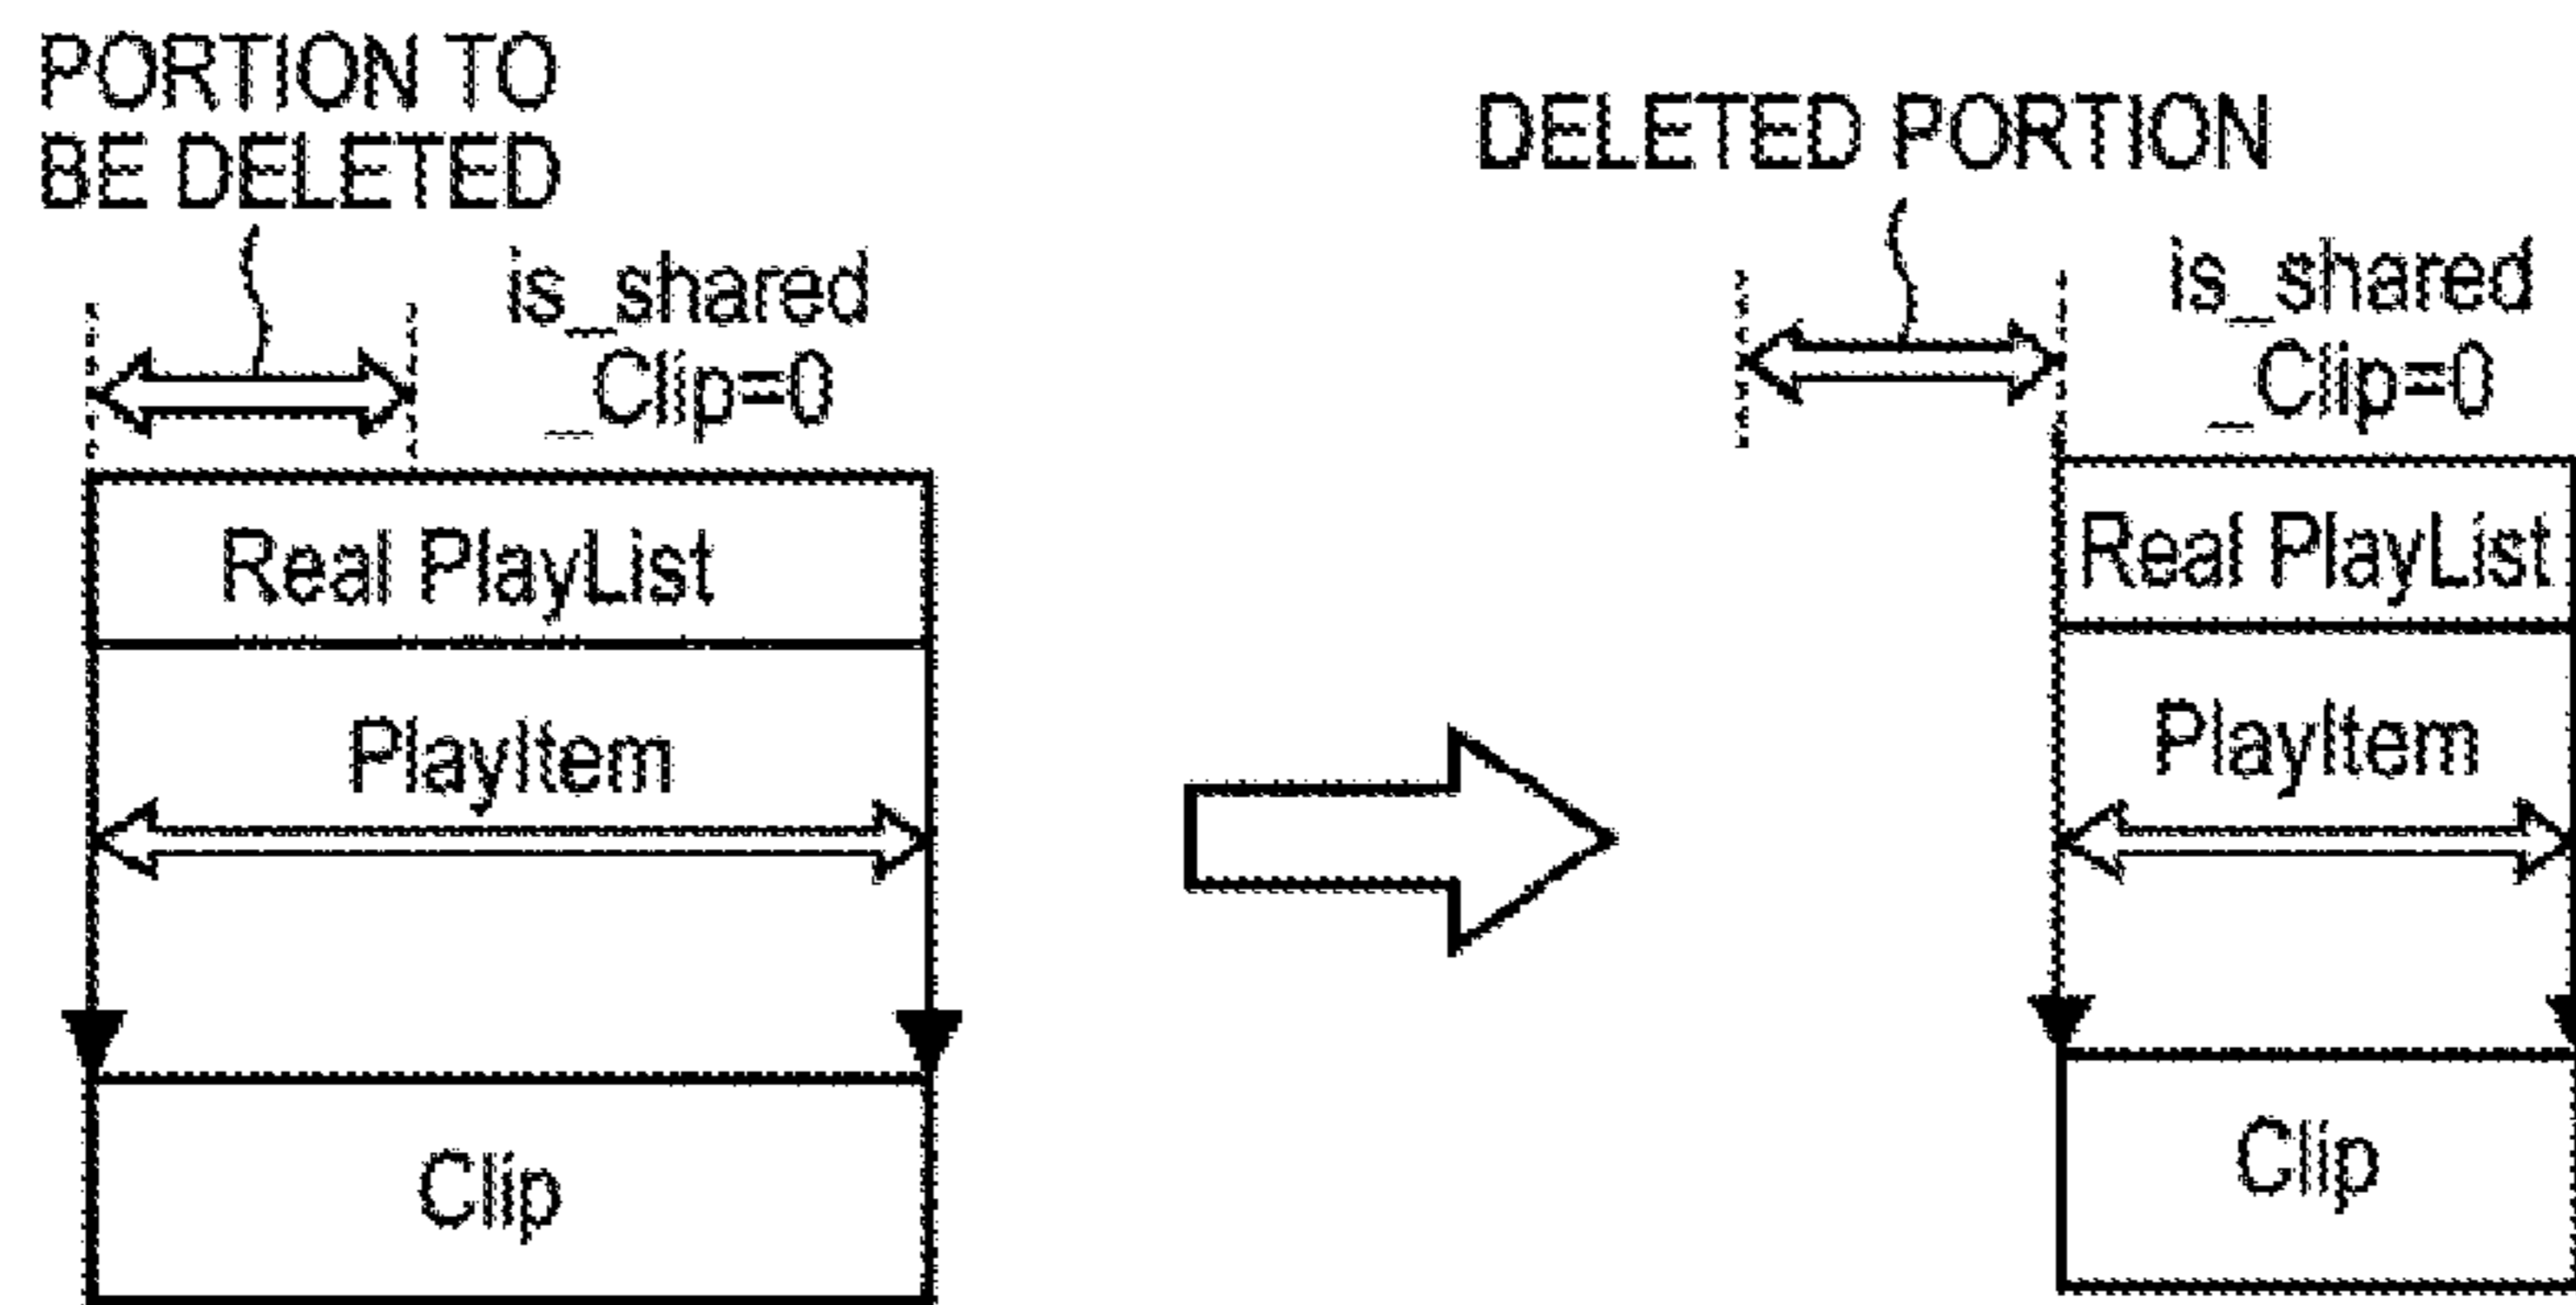 PORTION TO
BE DELETED
is_shared
_Clip=0
Real PlayList
PlayItem
Clip
DELETED PORTION
is_shared
_Clip=0
Real PlayList
PlayItem
Clip